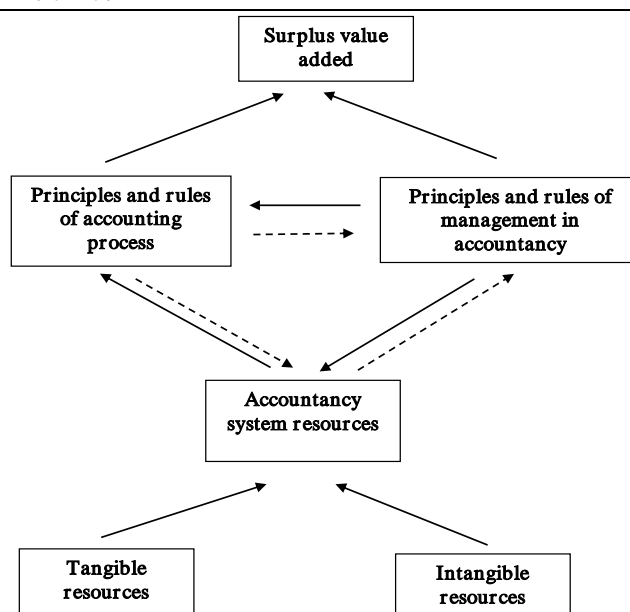 Surplus value
added
Principles and rules
of accounting
process
Principles and rules of
management in
accountancy
Accountancy
system resources
Tangible
resources
Intangible
resources